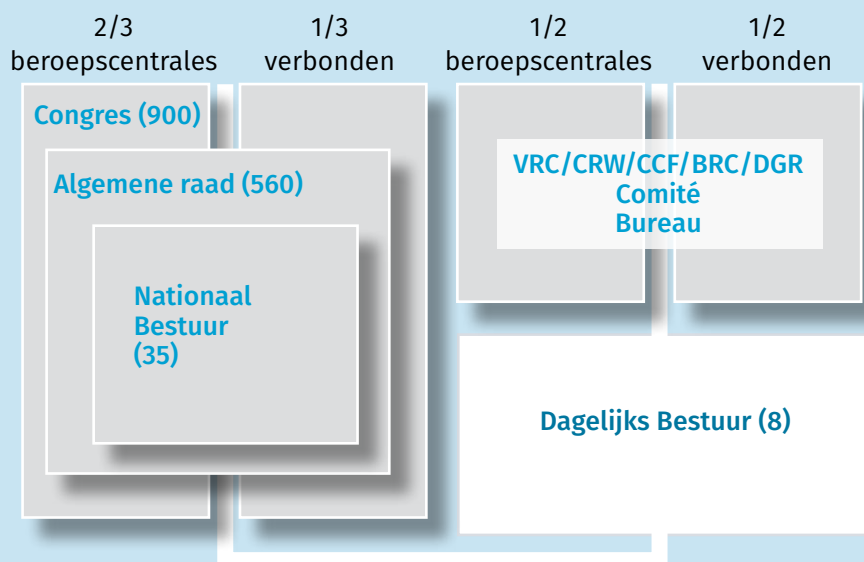 2/3
beroepscentrales
1/3
verbonden
1/2
beroepscentrales
1/2
verbonden
Congres (900)
Algemene raad (560)
Nationaal
Bestuur
(35)
VRC/CRW/CCF/BRC/DGR
Comité
Bureau
Dagelijks Bestuur (8)